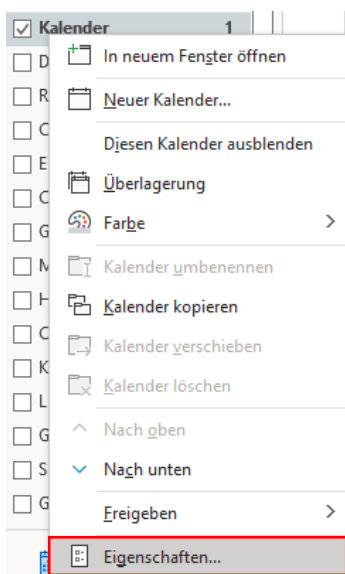 Kalender 1
D
In neuem Fenster öffnen
R
Neuer Kalender...
C
Diesen Kalender ausblenden
E
Überlagerung
C
G
Farbe
M
Kalender umbenennen
H
Kalender kopieren
C
Kalender verschieben
K
Kalender löschen
L
G
Nach oben
S
Nach unten
G
Freigeben
Eigenschaften...